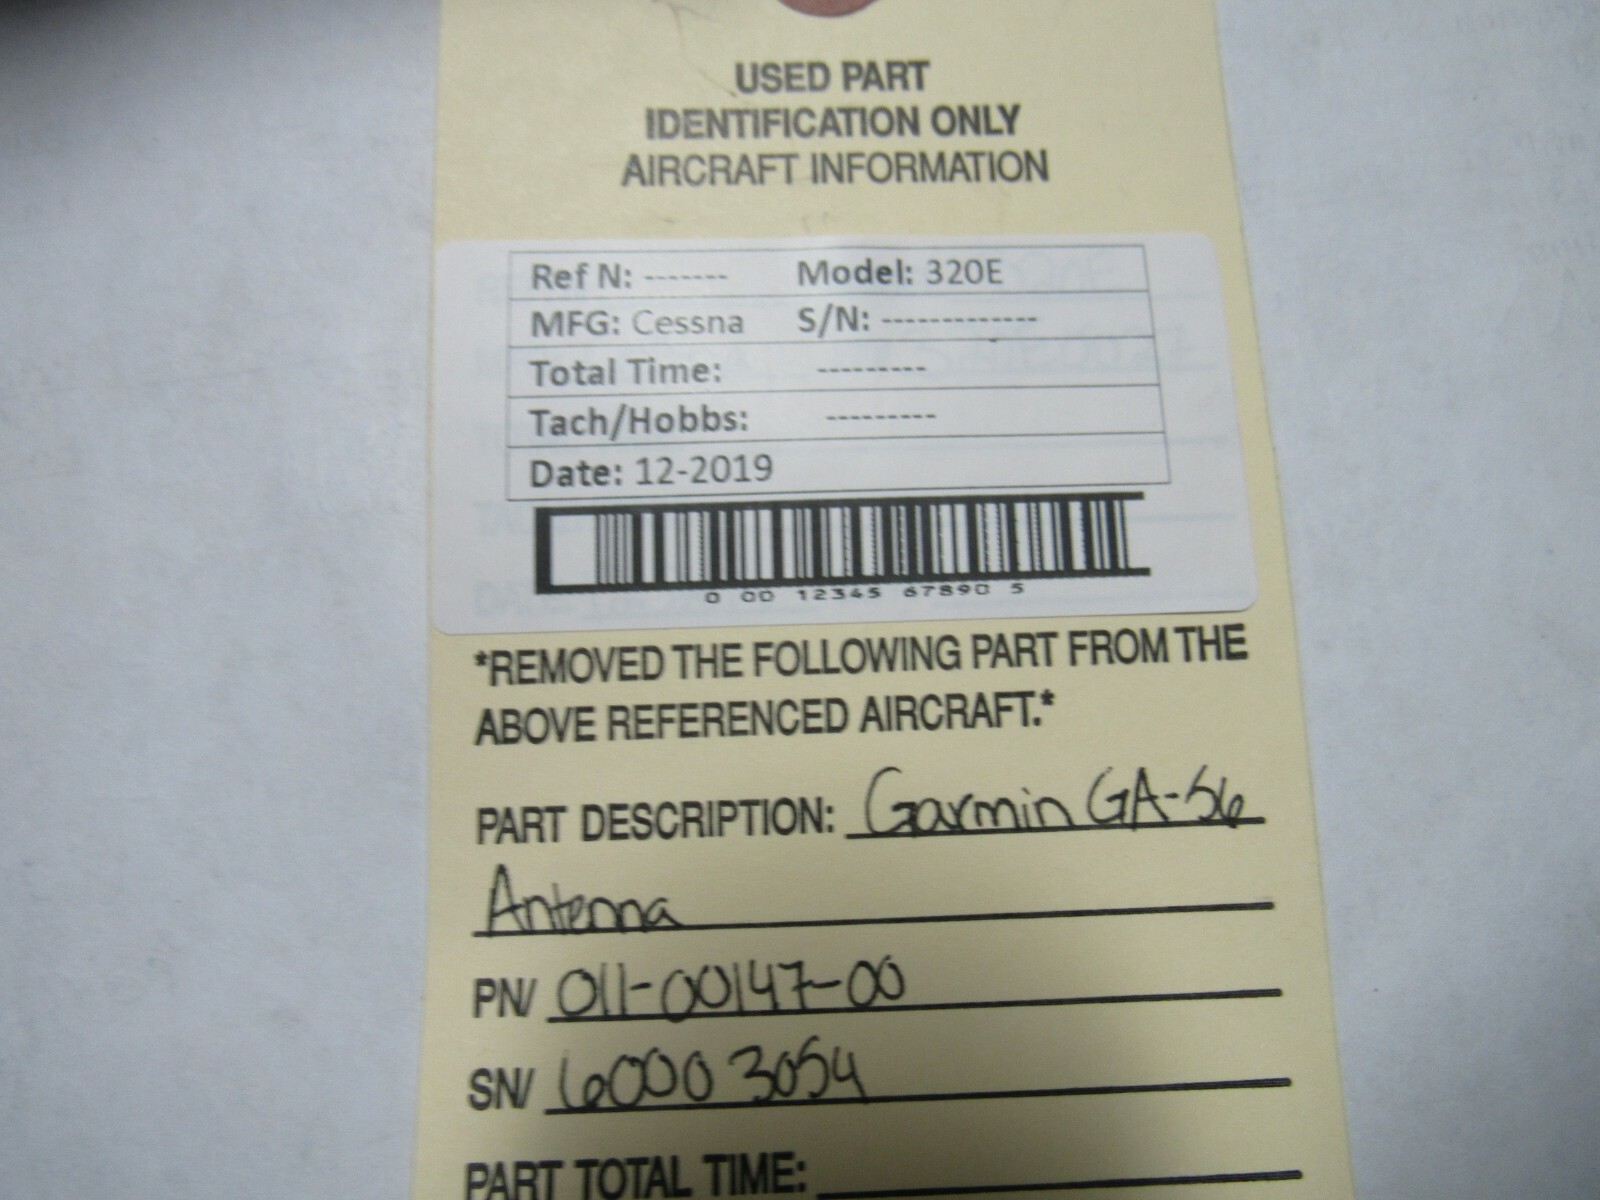 USED PART
IDENTIFICATION ONLY
AIRCRAFT INFORMATION
Ref N: ------- Model: 320E
MFG: Cessna S/N: -------------
Total Time: ---------
Tach/Hobbs: ---------
Date: 12-2019
0 00 12345 67890 5
*REMOVED THE FOLLOWING PART FROM THE
ABOVE REFERENCED AIRCRAFT.*
PART DESCRIPTION: Garmin GA-56
Antenna
PN/ 011-00147-00
SN/ 60003054
PART TOTAL TIME: